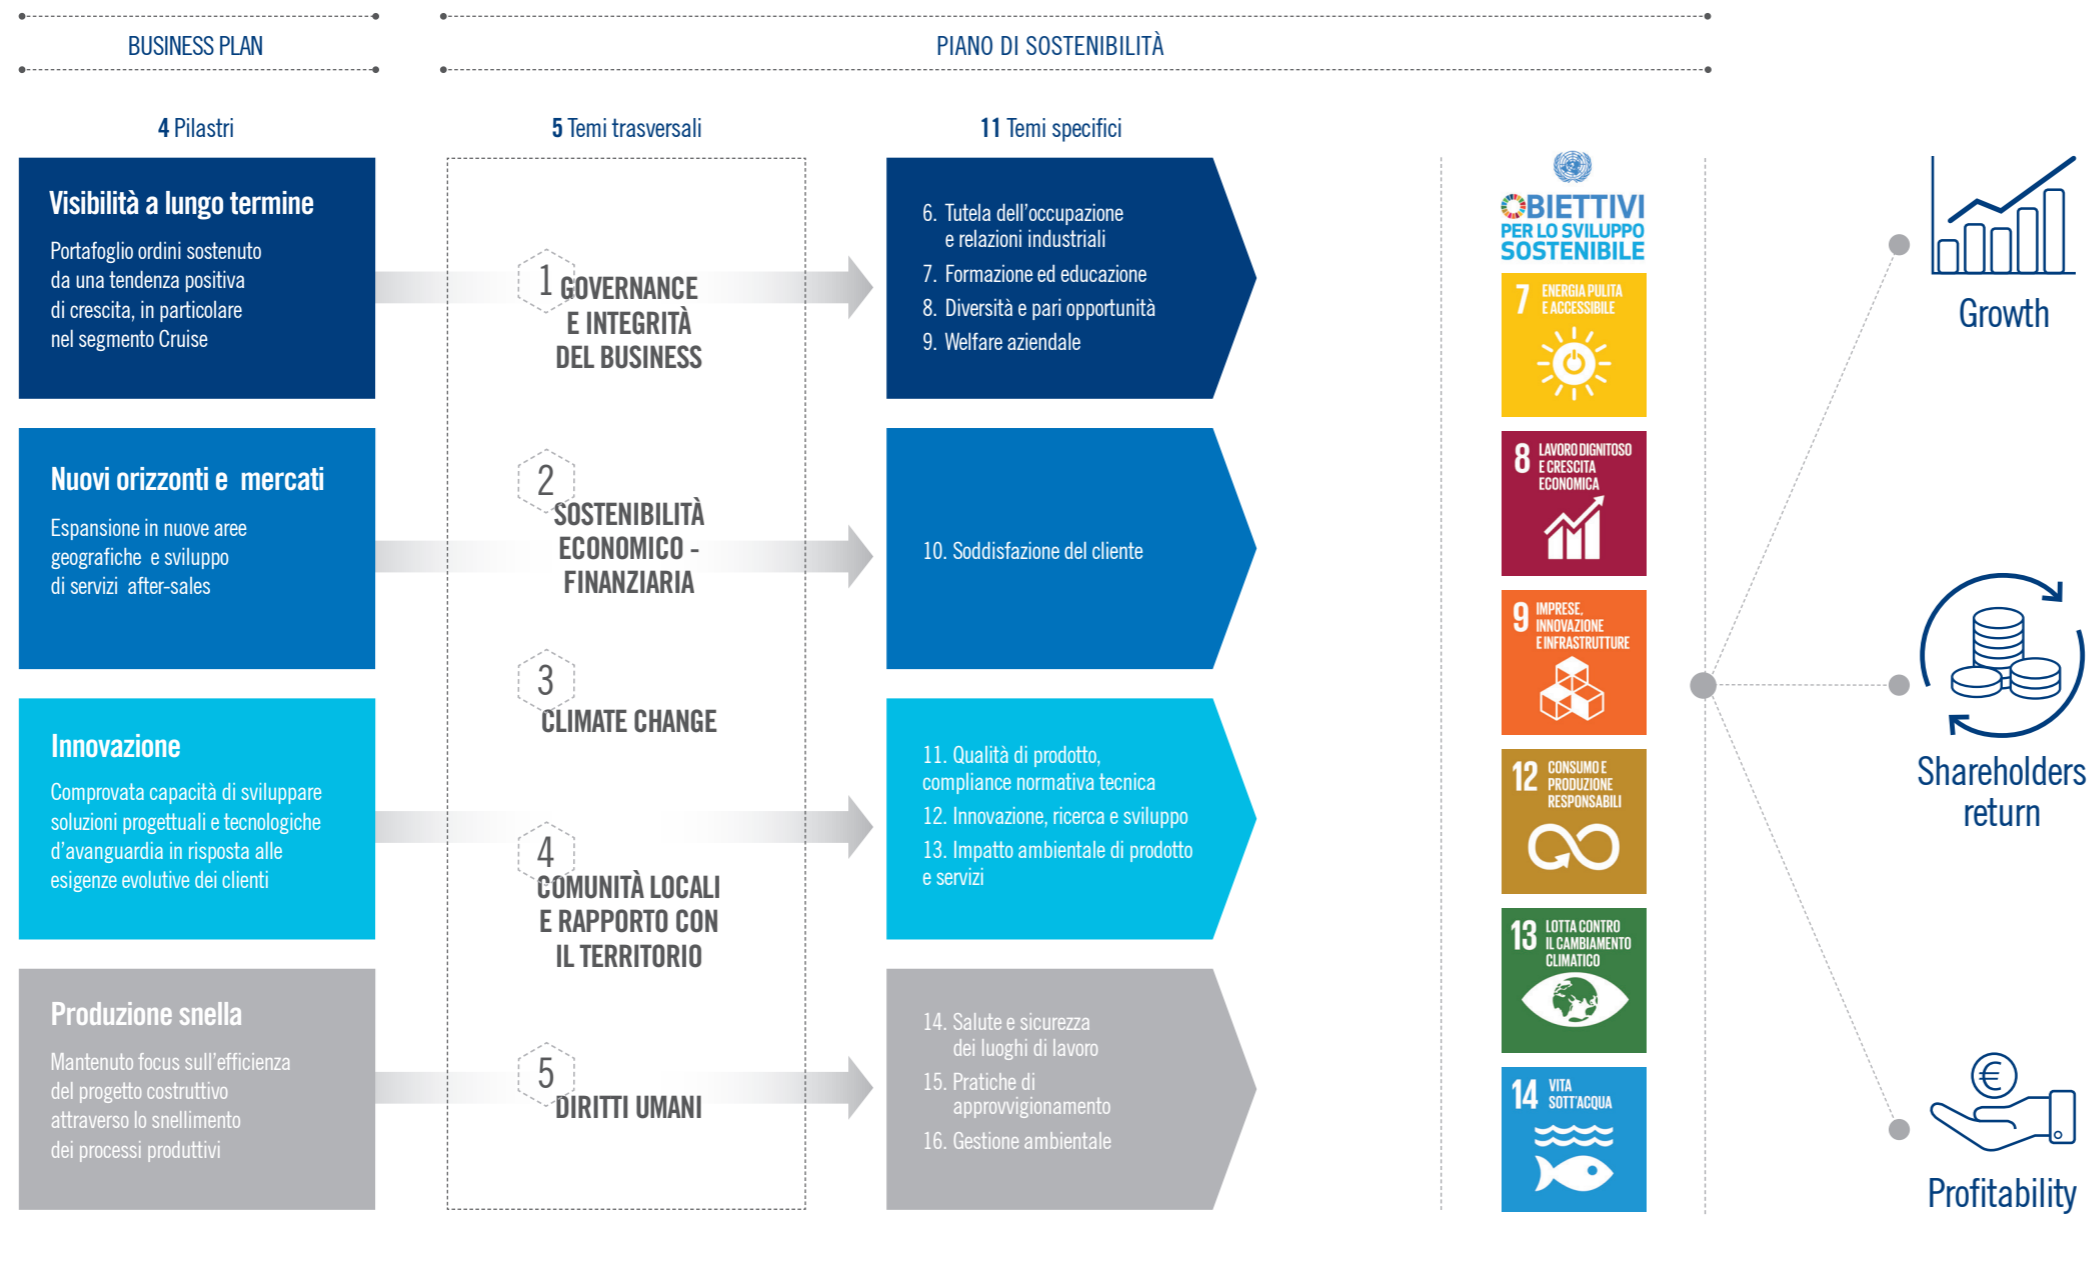 BUSINESS PLAN
PIANO DI SOSTENIBILITÀ
4 Pilastri
5 Temi trasversali
11 Temi specifici
Visibilità a lungo termine
Portafoglio ordini sostenuto
da una tendenza positiva
di crescita, in particolare
nel segmento Cruise
Nuovi orizzonti e mercati
Espansione in nuove aree
geografiche e sviluppo
di servizi after-sales
Innovazione
Comprovata capacità di sviluppare
soluzioni progettuali e tecnologiche
d'avanguardia in risposta alle
esigenze evolutive dei clienti
Produzione snella
Mantenuto focus sull'efficienza
del progetto costruttivo
attraverso lo snellimento
dei processi produttivi
1 GOVERNANCE
E INTEGRITÀ
DEL BUSINESS
2
SOSTENIBILITÀ
ECONOMICO -
FINANZIARIA
3
CLIMATE CHANGE
4
COMUNITÀ LOCALI
E RAPPORTO CON
IL TERRITORIO
5
DIRITTI UMANI
6. Tutela dell'occupazione
e relazioni industriali
7. Formazione ed educazione
8. Diversità e pari opportunità
9. Welfare aziendale
10. Soddisfazione del cliente
11. Qualità di prodotto,
compliance normativa tecnica
12. Innovazione, ricerca e sviluppo
13. Impatto ambientale di prodotto
e servizi
14. Salute e sicurezza
dei luoghi di lavoro
15. Pratiche di
approvvigionamento
16. Gestione ambientale
OBIETTIVI
PER LO SVILUPPO
SOSTENIBILE
7 ENERGIA PULITA
E ACCESSIBILE
8 LAVORO DIGNITOSO
E CRESCITA
ECONOMICA
9 IMPRESE,
INNOVAZIONE
E INFRASTRUTTURE
12 CONSUMO E
PRODUZIONE
RESPONSABILI
13 LOTTA CONTRO
IL CAMBIAMENTO
CLIMATICO
14 VITA
SOTT'ACQUA
Growth
Shareholders
return
€
Profitability